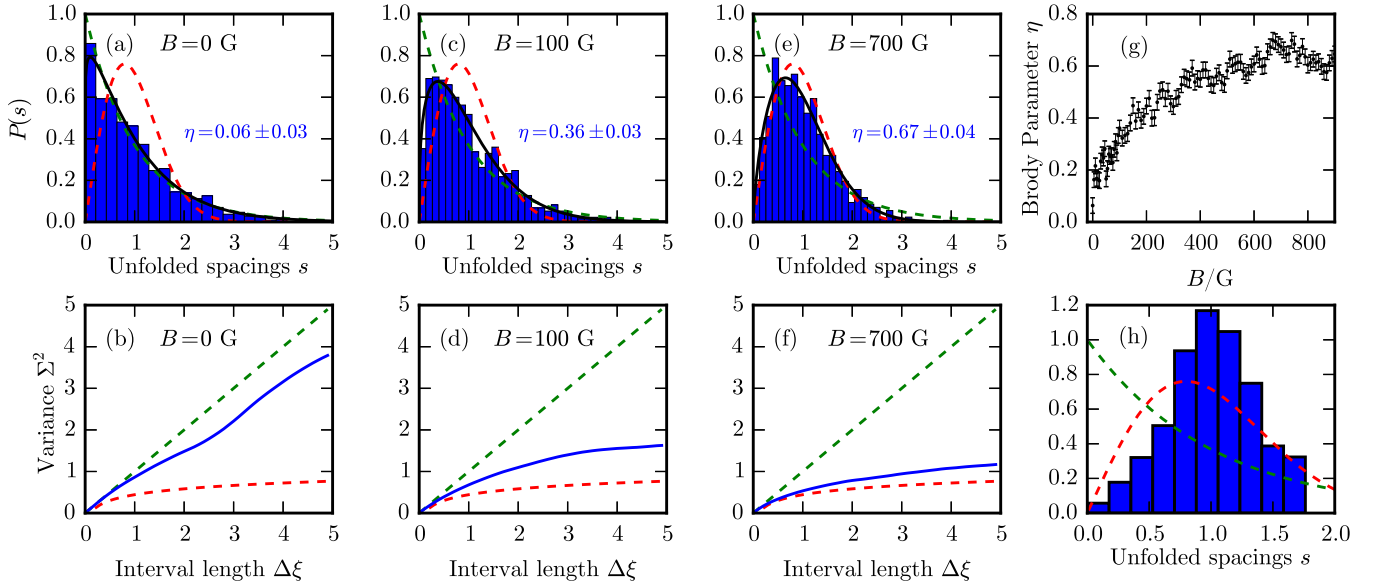 1.0
0.8
0.6
0.4
0.2
0.0
P(s)
(a) B=0 G
η=0.06±0.03
0 1 2 3 4 5
Unfolded spacings s
1.0
0.8
0.6
0.4
0.2
0.0
(c) B=100 G
η=0.36±0.03
0 1 2 3 4 5
Unfolded spacings s
1.0
0.8
0.6
0.4
0.2
0.0
(e) B=700 G
η=0.67±0.04
0 1 2 3 4 5
Unfolded spacings s
0.8
0.6
0.4
0.2
0.0
Brody Parameter η
(g)
0 200 400 600 800
B/G
5
4
3
2
1
0
Variance Σ²
(b) B=0 G
0 1 2 3 4 5
Interval length Δξ
5
4
3
2
1
0
(d) B=100 G
0 1 2 3 4 5
Interval length Δξ
5
4
3
2
1
0
(f) B=700 G
0 1 2 3 4 5
Interval length Δξ
1.2
1.0
0.8
0.6
0.4
0.2
0.0
(h)
0.0 0.5 1.0 1.5 2.0
Unfolded spacings s